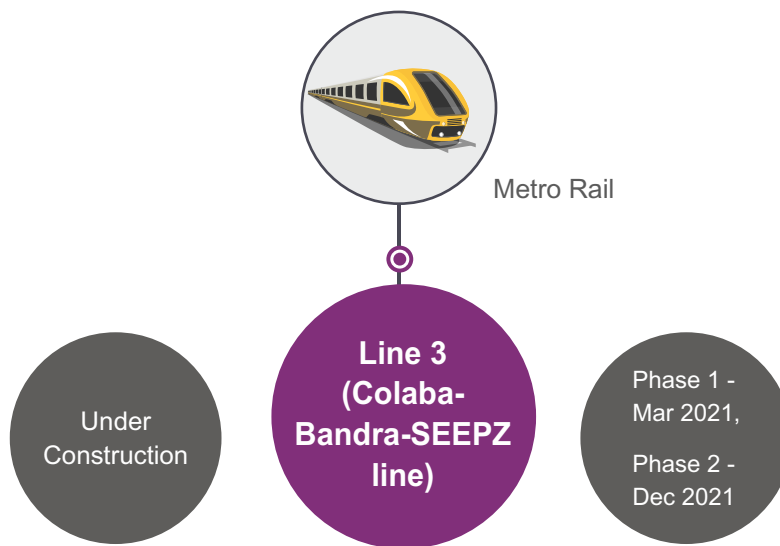 Metro Rail
Line 3
(Colaba-
Bandra-SEEPZ
line)
Under
Construction
Phase 1 -
Mar 2021,
Phase 2 -
Dec 2021